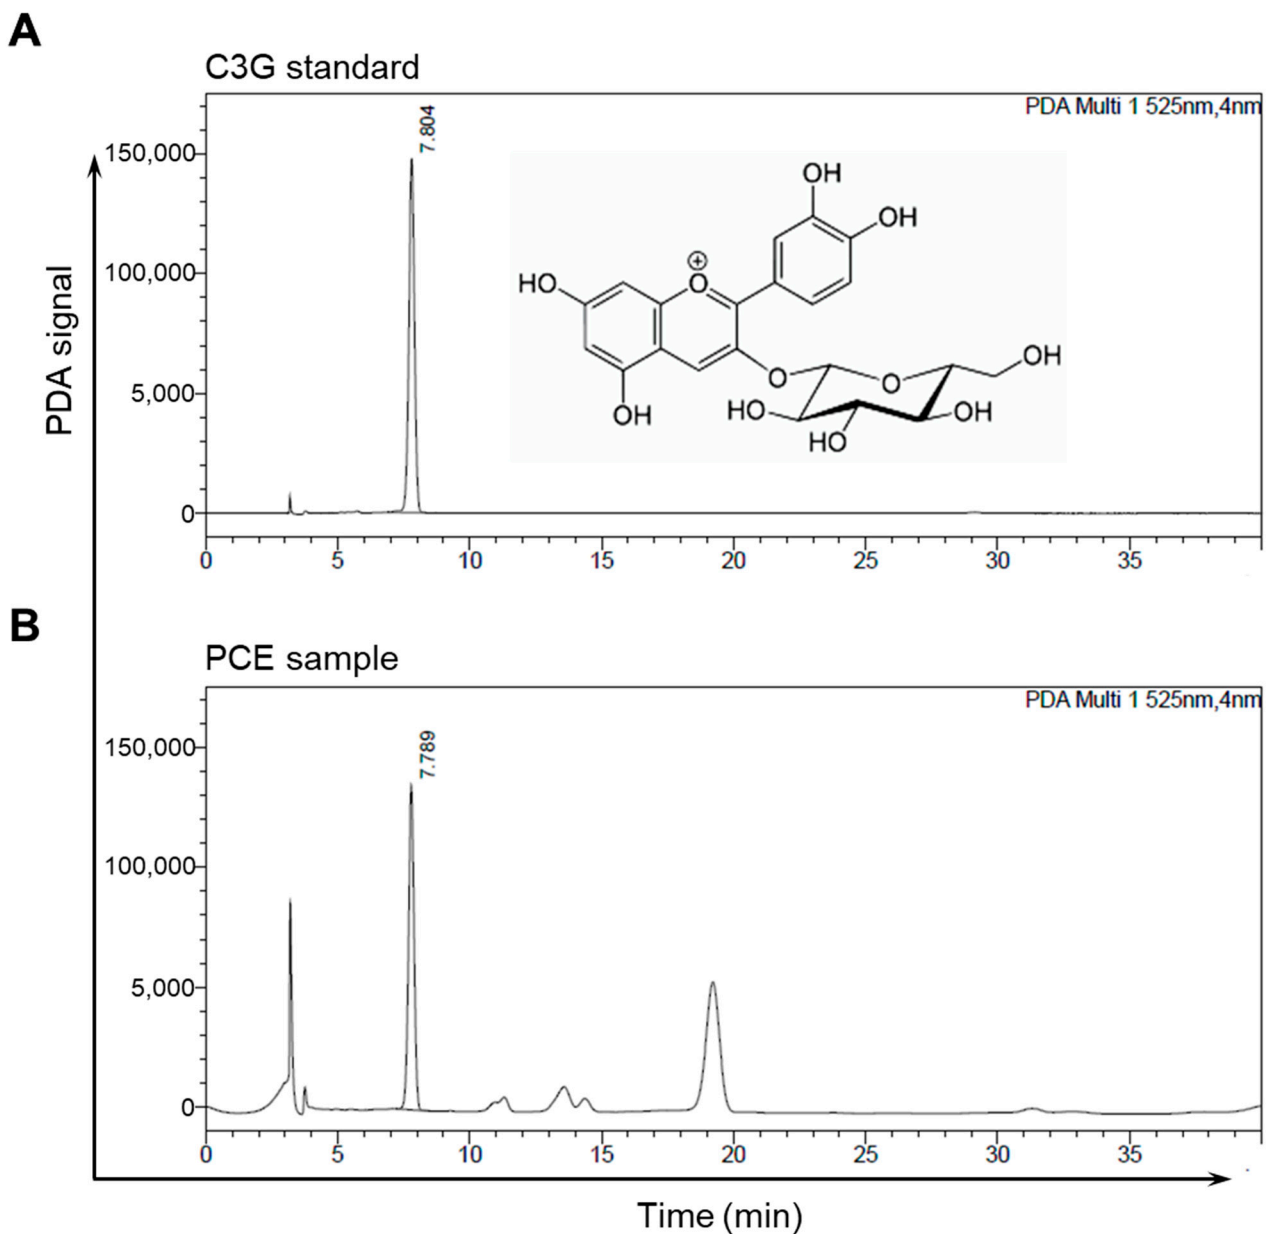 A
C3G standard
PDA Multi 1 525nm,4nm
7.804
150,000
100,000
5,000
0
PDA signal
OH
OH
⊕
HO
O
OH
O
O
OH
HO
OH
HO
0 5 10 15 20 25 30 35
B
PCE sample
PDA Multi 1 525nm,4nm
7.789
150,000
100,000
5,000
0
0 5 10 15 20 25 30 35
Time (min)